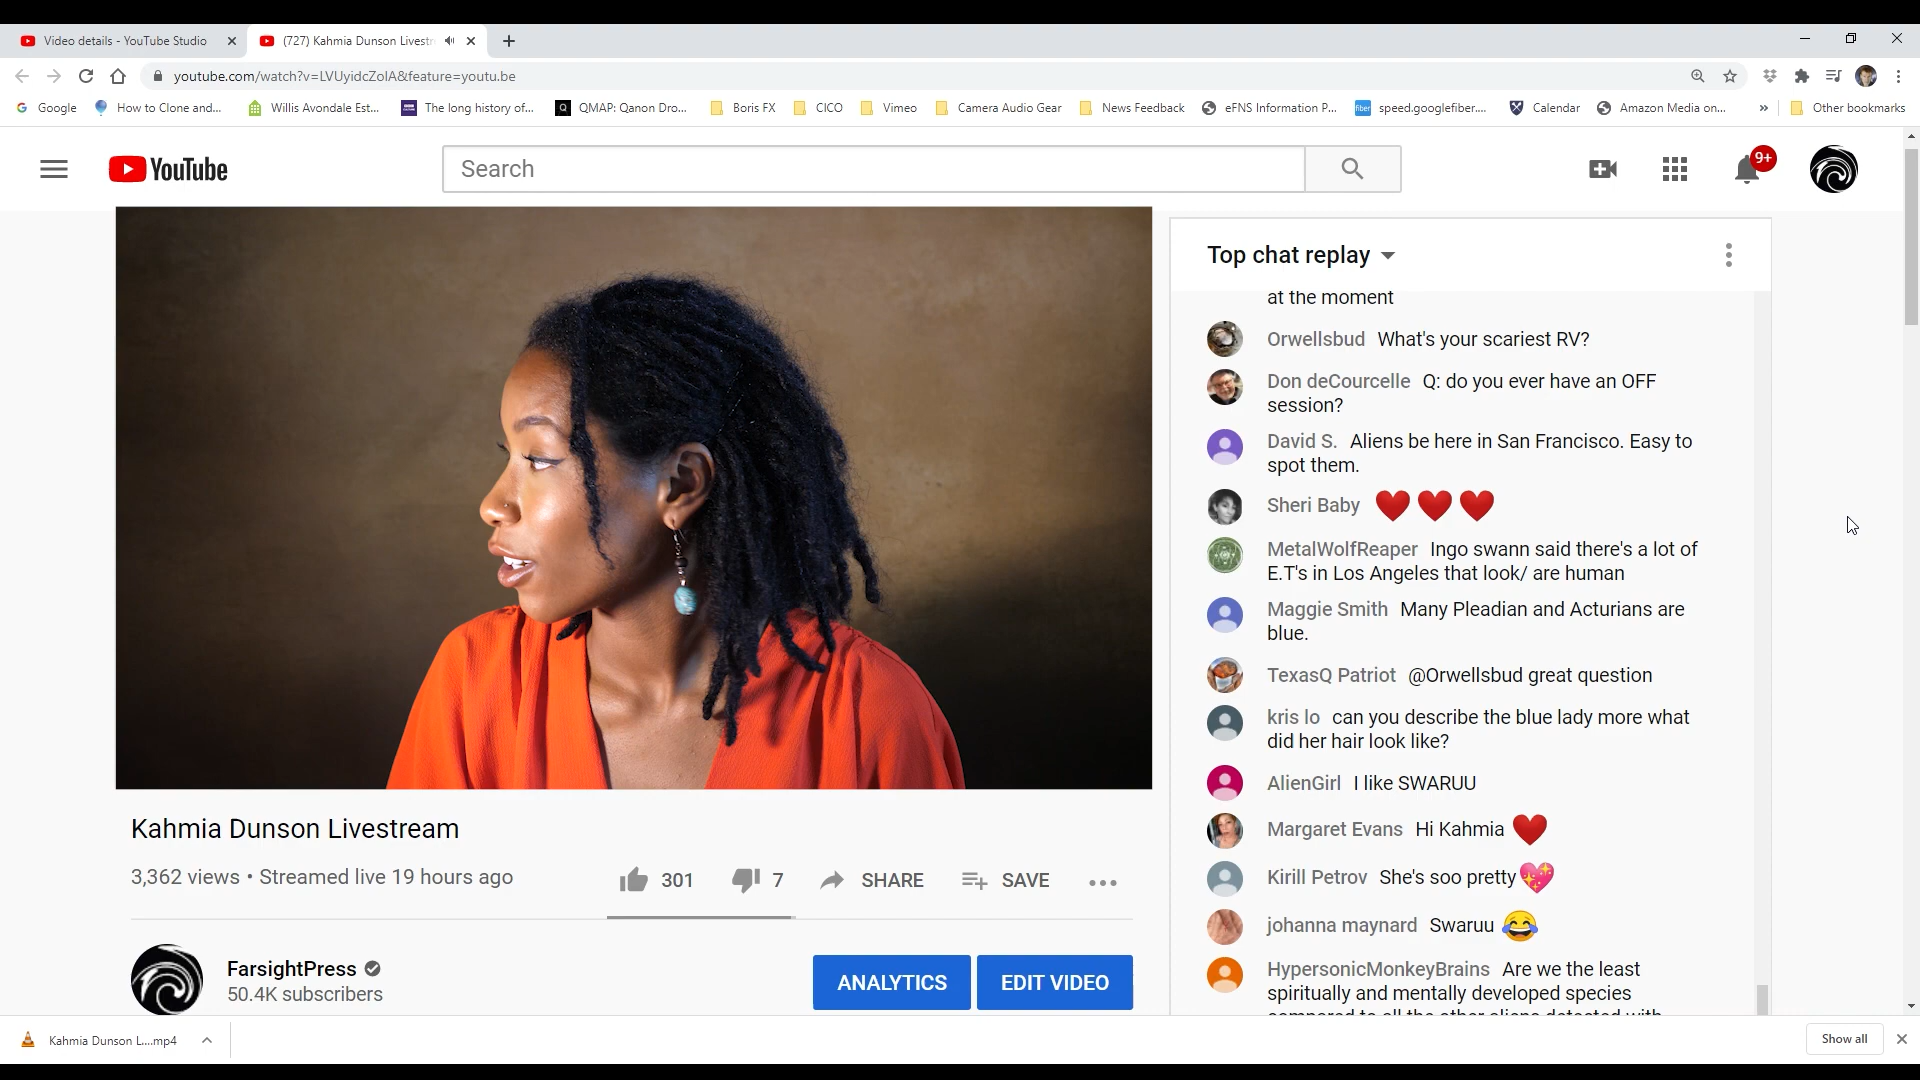 Video details - YouTube Studio
(727) Kahmia Dunson Livestr
youtube.com/watch?v=LVUyidcZolA&feature=youtu.be
Google
How to Clone and...
Willis Avondale Est...
The long history of...
QMAP: Qanon Dro...
Boris FX
CICO
Vimeo
Camera Audio Gear
News Feedback
eFNS Information P...
speed.googlefiber....
Calendar
Amazon Media on...
»
Other bookmarks
YouTube
Search
9+
Top chat replay
at the moment
Orwellsbud What's your scariest RV?
Don deCourcelle Q: do you ever have an OFF
session?
David S. Aliens be here in San Francisco. Easy to
spot them.
Sheri Baby ❤️❤️❤️
MetalWolfReaper Ingo swann said there's a lot of
E.T's in Los Angeles that look/ are human
Maggie Smith Many Pleadian and Acturians are
blue.
TexasQ Patriot @Orwellsbud great question
kris lo can you describe the blue lady more what
did her hair look like?
AlienGirl I like SWARUU
Margaret Evans Hi Kahmia ❤️
Kirill Petrov She's soo pretty 💖
johanna maynard Swaruu 😂
HypersonicMonkeyBrains Are we the least
spiritually and mentally developed species
compared to all the other aliens detected with
Kahmia Dunson Livestream
3,362 views • Streamed live 19 hours ago
301
7
SHARE
SAVE
FarsightPress
50.4K subscribers
ANALYTICS
EDIT VIDEO
Kahmia Dunson L....mp4
Show all